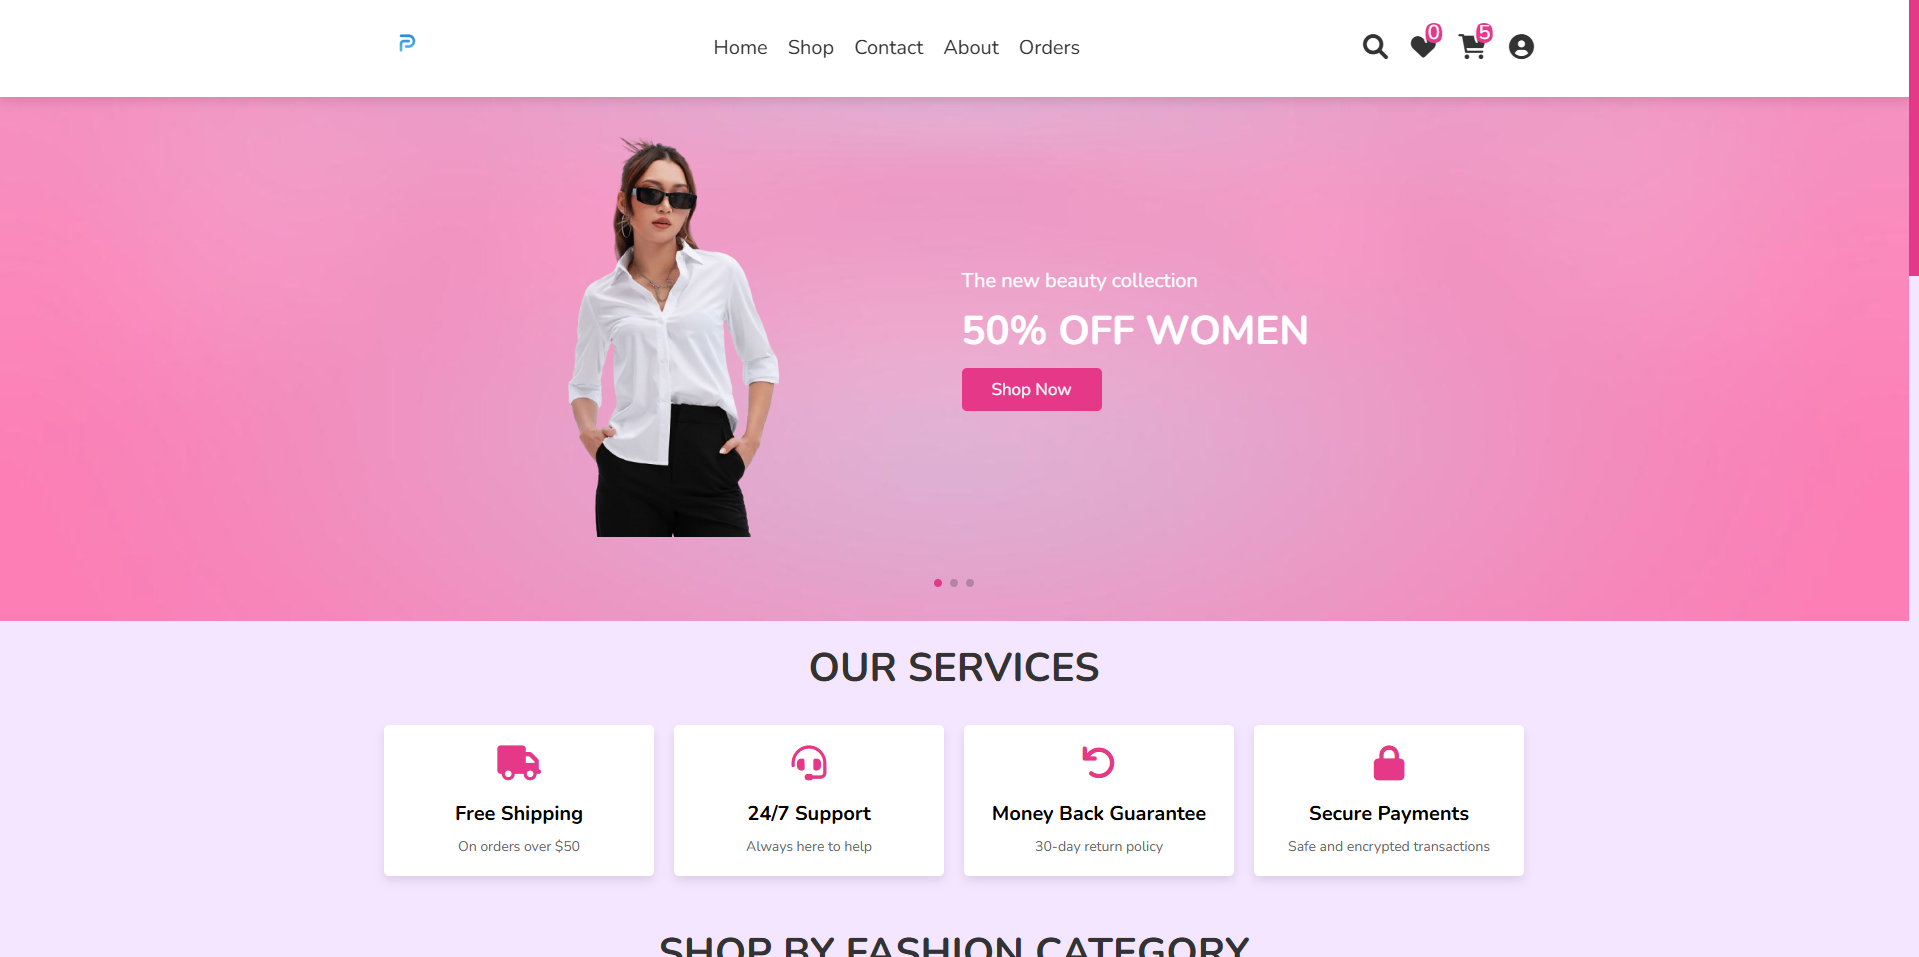 Home Shop Contact About Orders
0
5
The new beauty collection
50% OFF WOMEN
Shop Now
OUR SERVICES
Free Shipping
On orders over $50
24/7 Support
Always here to help
Money Back Guarantee
30-day return policy
Secure Payments
Safe and encrypted transactions
SHOP BY FASHION CATEGORY